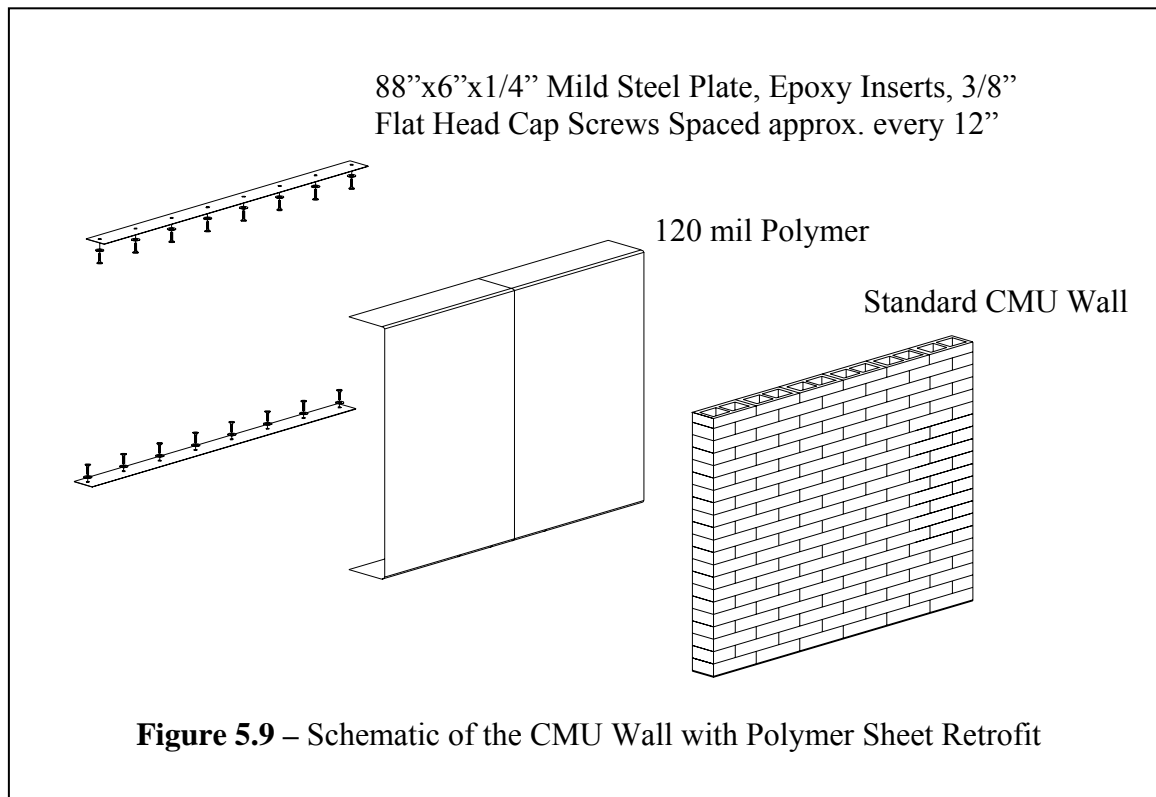 88”x6”x1/4” Mild Steel Plate, Epoxy Inserts, 3/8”
Flat Head Cap Screws Spaced approx. every 12”
120 mil Polymer
Standard CMU Wall
Figure 5.9 – Schematic of the CMU Wall with Polymer Sheet Retrofit